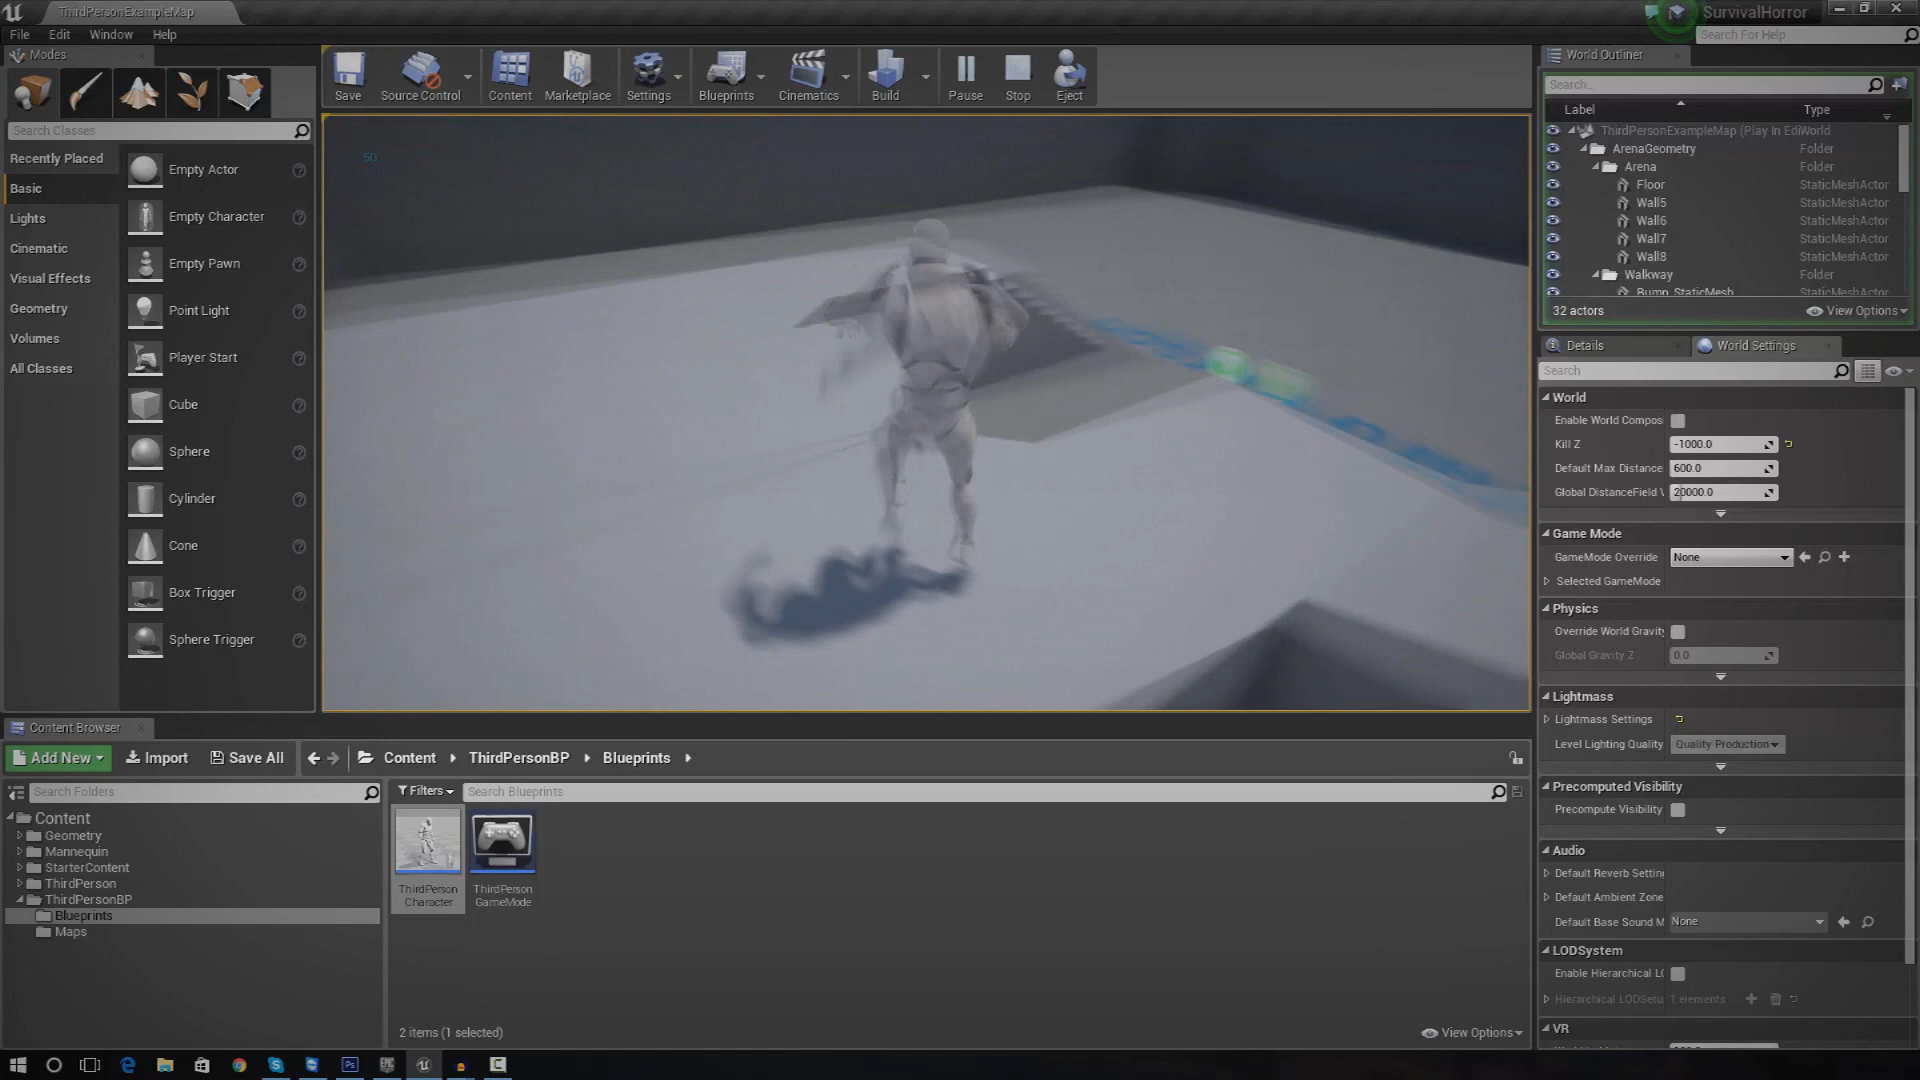 ThirdPersonExampleMap
SurvivalHorror
File Edit Window Help
Search For Help
Modes
Save Source Control Content Marketplace Settings Blueprints Cinematics Build Pause Stop Eject
World Outliner
Search...
Label Type
Search Classes
Recently Placed
Basic
Lights
Cinematic
Visual Effects
Geometry
Volumes
All Classes
Empty Actor
Empty Character
Empty Pawn
Point Light
Player Start
Cube
Sphere
Cylinder
Cone
Box Trigger
Sphere Trigger
50
ThirdPersonExampleMap (Play In Edi World
ArenaGeometry Folder
Arena Folder
Floor StaticMeshActor
Wall5 StaticMeshActor
Wall6 StaticMeshActor
Wall7 StaticMeshActor
Wall8 StaticMeshActor
Walkway Folder
Bump_StaticMesh StaticMeshActor
32 actors View Options
Details World Settings
Search
World
Enable World Compos
Kill Z -1000.0
Default Max Distance 600.0
Global DistanceField V 20000.0
Game Mode
GameMode Override None
Selected GameMode
Physics
Override World Gravity
Global Gravity Z 0.0
Lightmass
Lightmass Settings
Level Lighting Quality Quality Production
Precomputed Visibility
Precompute Visibility
Audio
Default Reverb Setting
Default Ambient Zone
Default Base Sound M None
LODSystem
Enable Hierarchical LO
Hierarchical LODSetu 1 elements
VR
Content Browser
Add New Import Save All Content ThirdPersonBP Blueprints
Search Folders
Filters Search Blueprints
Content
Geometry
Mannequin
StarterContent
ThirdPerson
ThirdPersonBP
Blueprints
Maps
ThirdPerson
Character
ThirdPerson
GameMode
2 items (1 selected) View Options